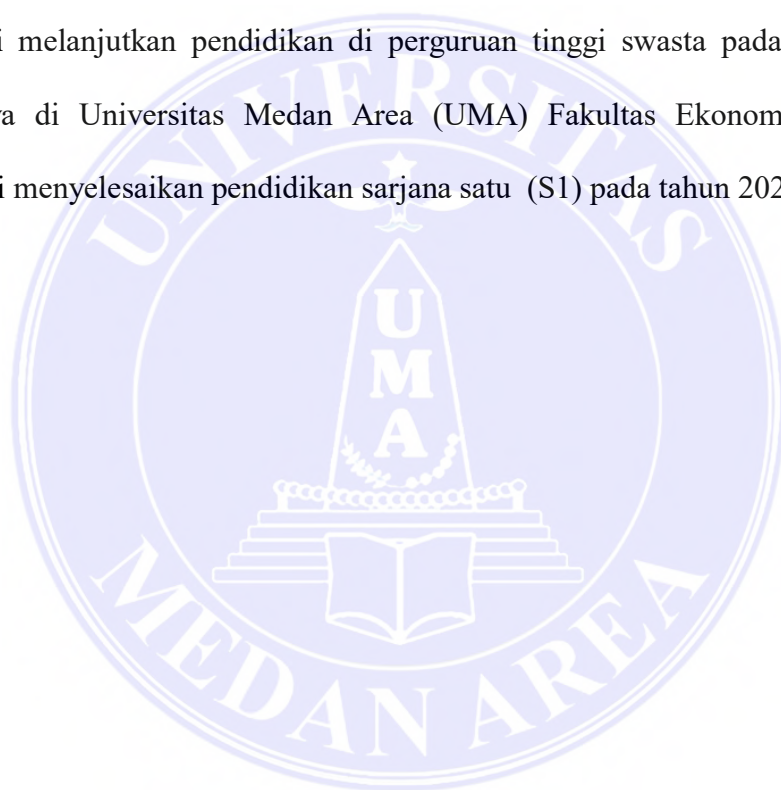 i melanjutkan pendidikan di perguruan tinggi swasta pada
a di Universitas Medan Area (UMA) Fakultas Ekonom
i menyelesaikan pendidikan sarjana satu (S1) pada tahun 202
UNIVERSITAS
UMA
MEDAN AREA